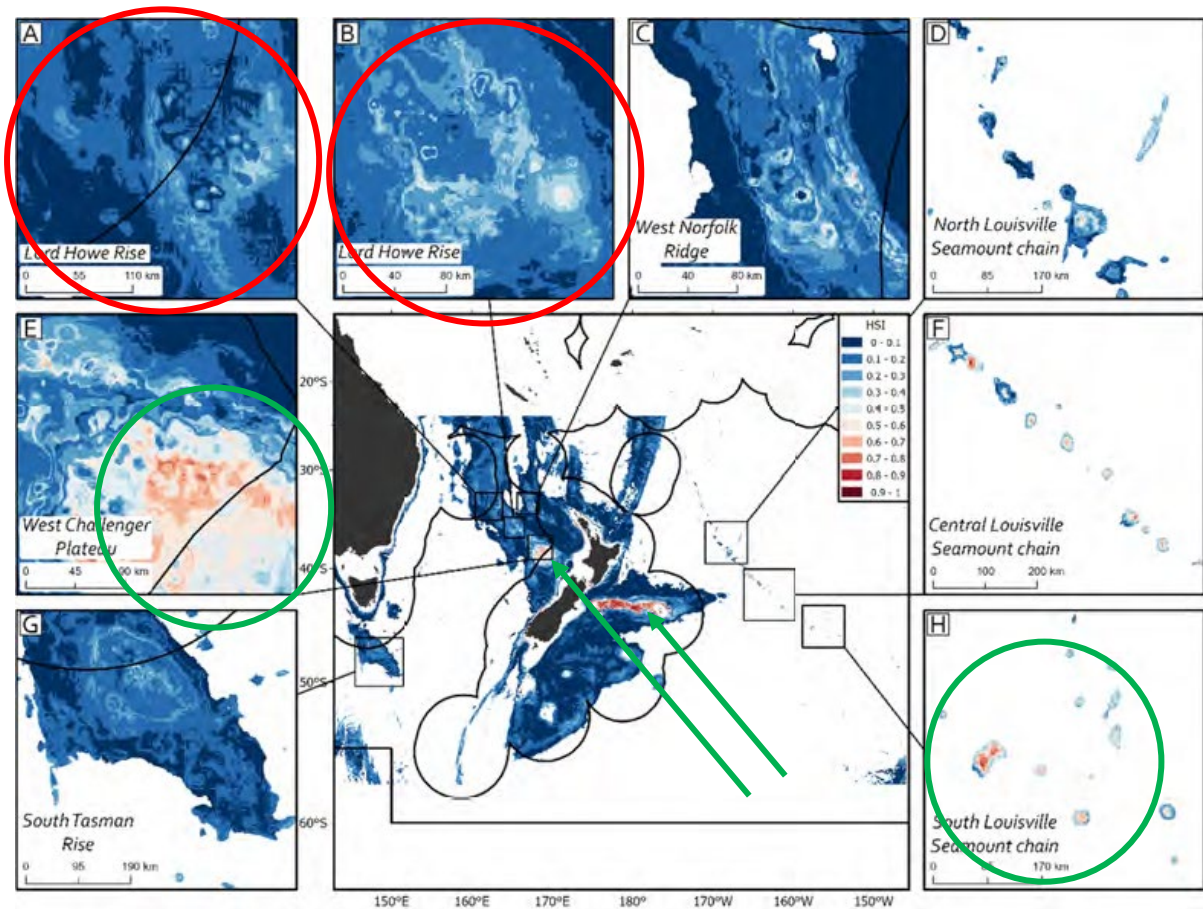 A
Lord Howe Rise
0 55 110 km
B
Lord Howe Rise
0 40 80 km
C
West Norfolk
Ridge
0 40 80 km
D
North Louisville
Seamount chain
0 85 170 km
E
West Challenger
Plateau
0 45
F
Central Louisville
Seamount chain
0 100 200 km
G
South Tasman
Rise
0 95 190 km
H
South Louisville
Seamount chain
0 170 km
HSI
0 - 0.1
0.1 - 0.2
0.2 - 0.3
0.3 - 0.4
0.4 - 0.5
0.5 - 0.6
0.6 - 0.7
0.7 - 0.8
0.8 - 0.9
0.9 - 1
20°S
30°S
40°S
50°S
60°S
150°E 160°E 170°E 180° 170°W 160°W 150°W